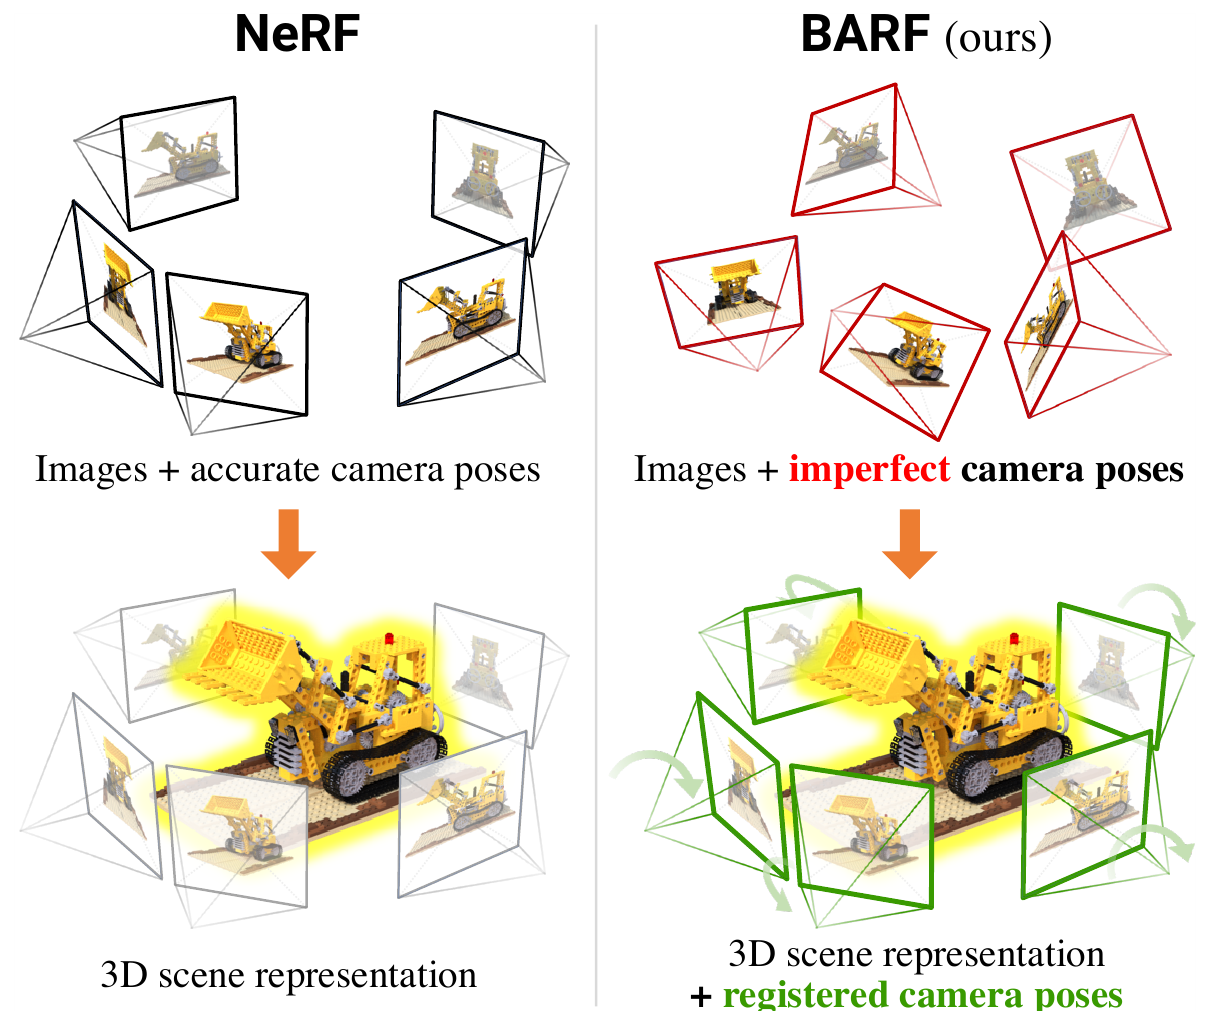 NeRF
BARF (ours)
Images + accurate camera poses
Images + imperfect camera poses
3D scene representation
3D scene representation
+ registered camera poses